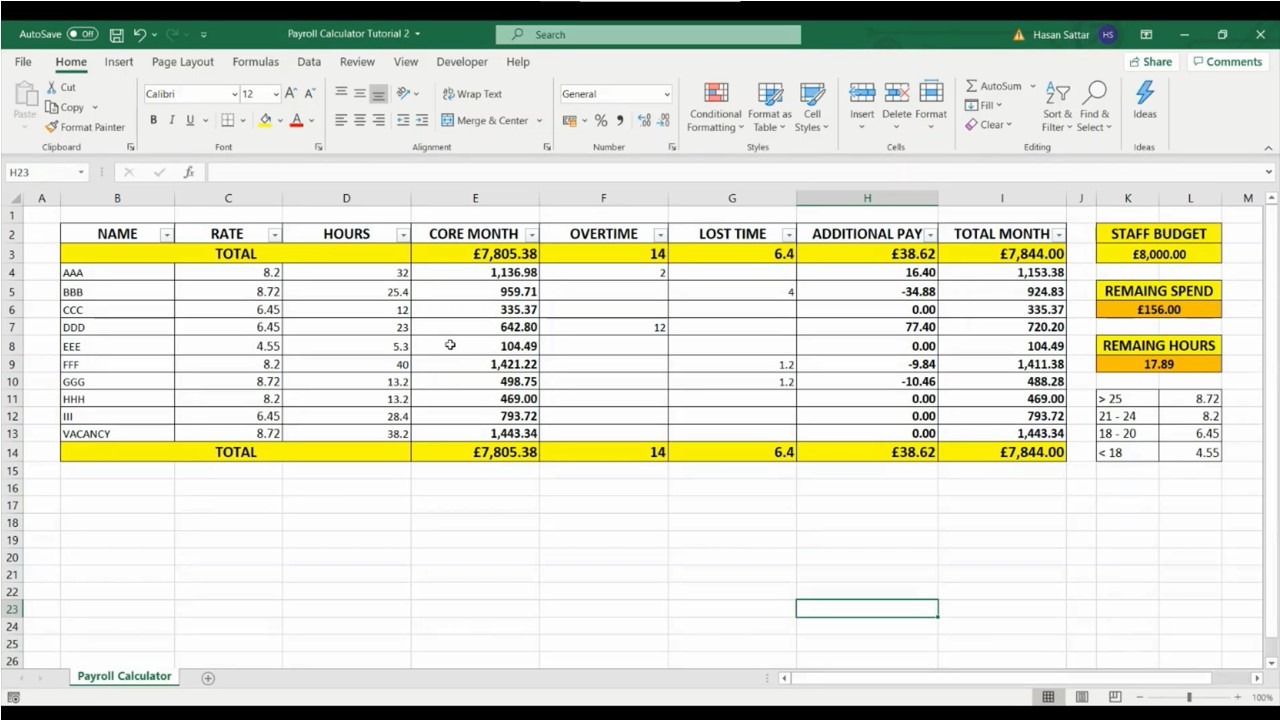 AutoSave Off Payroll Calculator Tutorial 2 Search Hasan Sattar HS
File Home Insert Page Layout Formulas Data Review View Developer Help Share Comments
Paste Cut Copy Format Painter Clipboard
Calibri 12 A A B I U A Font
Wrap Text Merge & Center Alignment
General % Number
Conditional Formatting Format as Table Cell Styles Styles
Insert Delete Format Cells
AutoSum Fill Clear Sort & Filter Find & Select Editing
Ideas Ideas
H23 fx
A B C D E F G H I J K L M
1
2 NAME RATE HOURS CORE MONTH OVERTIME LOST TIME ADDITIONAL PAY TOTAL MONTH STAFF BUDGET
3 TOTAL £7,805.38 14 6.4 £38.62 £7,844.00 £8,000.00
4 AAA 8.2 32 1,136.98 2 16.40 1,153.38
5 BBB 8.72 25.4 959.71 4 -34.88 924.83 REMAING SPEND
6 CCC 6.45 12 335.37 0.00 335.37 £156.00
7 DDD 6.45 23 642.80 12 77.40 720.20
8 EEE 4.55 5.3 104.49 0.00 104.49 REMAING HOURS
9 FFF 8.2 40 1,421.22 1.2 -9.84 1,411.38 17.89
10 GGG 8.72 13.2 498.75 1.2 -10.46 488.28
11 HHH 8.2 13.2 469.00 0.00 469.00 > 25 8.72
12 III 6.45 28.4 793.72 0.00 793.72 21 - 24 8.2
13 VACANCY 8.72 38.2 1,443.34 0.00 1,443.34 18 - 20 6.45
14 TOTAL £7,805.38 14 6.4 £38.62 £7,844.00 < 18 4.55
15
16
17
18
19
20
21
22
23
24
25
26
Payroll Calculator
100%